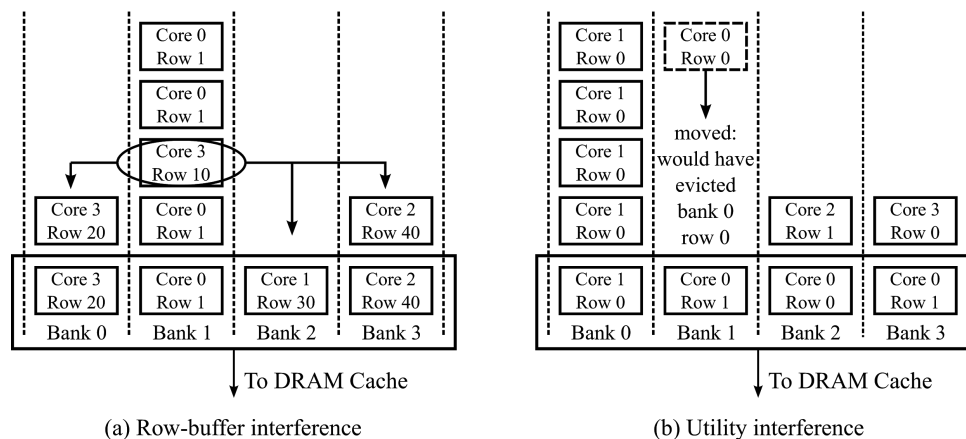 Core 0
Row 1
Core 0
Row 1
Core 3
Row 10
Core 3
Row 20
Core 0
Row 1
Core 2
Row 40
Core 3
Row 20
Core 0
Row 1
Core 1
Row 30
Core 2
Row 40
Bank 0
Bank 1
Bank 2
Bank 3
To DRAM Cache
(a) Row-buffer interference
Core 1
Row 0
Core 0
Row 0
Core 1
Row 0
Core 1
Row 0
moved:
would have
evicted
bank 0
row 0
Core 1
Row 0
Core 2
Row 1
Core 3
Row 0
Core 1
Row 0
Core 0
Row 1
Core 0
Row 0
Core 0
Row 1
Bank 0
Bank 1
Bank 2
Bank 3
To DRAM Cache
(b) Utility interference